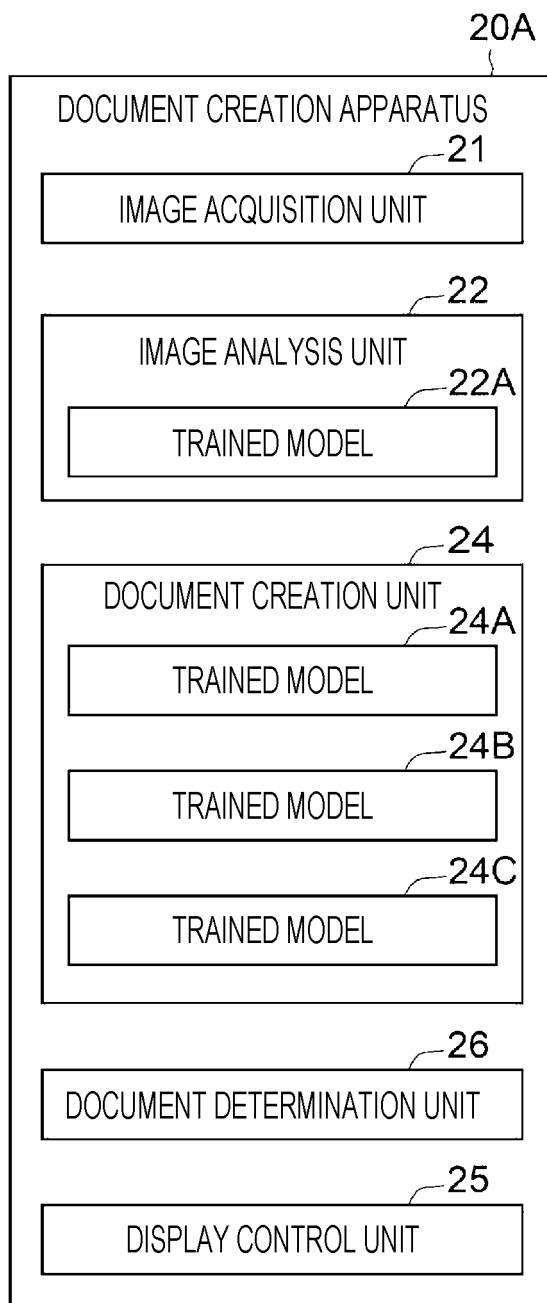 20A
DOCUMENT CREATION APPARATUS
21
IMAGE ACQUISITION UNIT
22
IMAGE ANALYSIS UNIT
22A
TRAINED MODEL
24
DOCUMENT CREATION UNIT
24A
TRAINED MODEL
24B
TRAINED MODEL
24C
TRAINED MODEL
26
DOCUMENT DETERMINATION UNIT
25
DISPLAY CONTROL UNIT